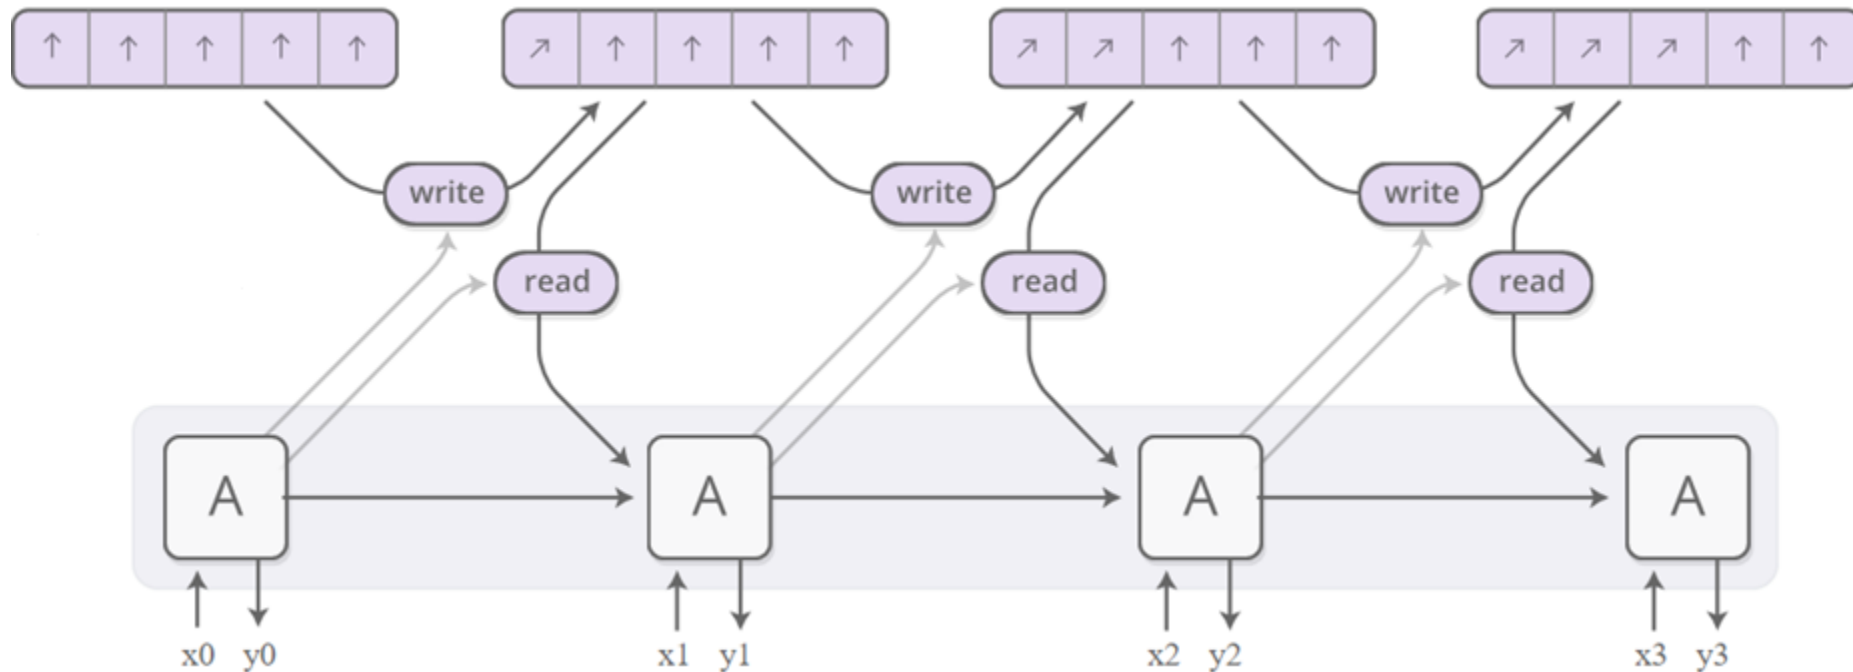 write write write
read read read
A A A A
x0 y0 x1 y1 x2 y2 x3 y3